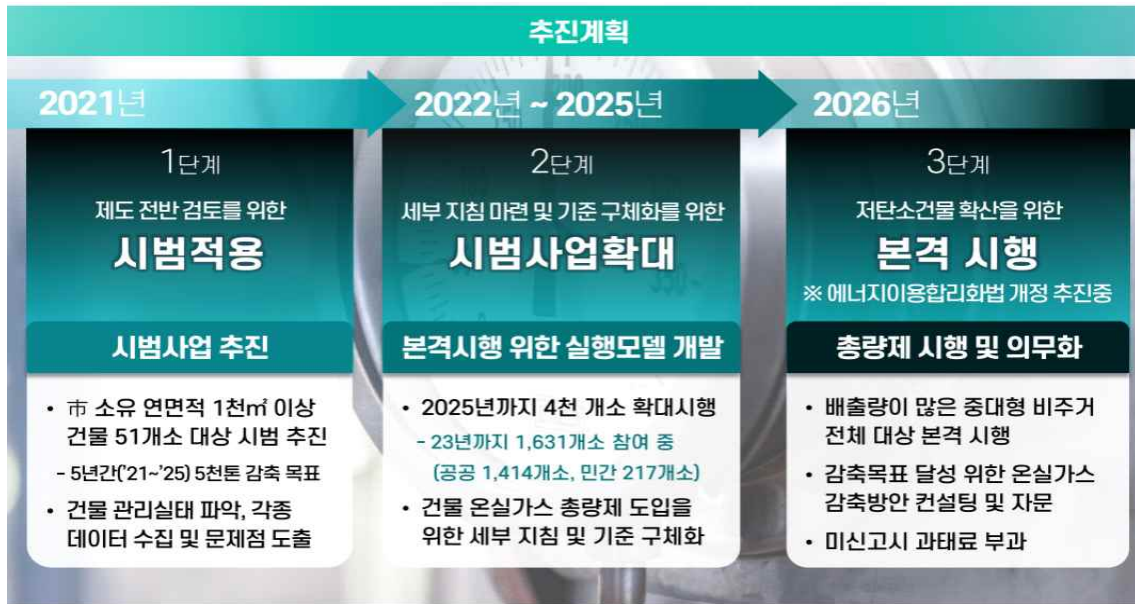 추진계획
2021년
1단계
제도 전반 검토를 위한
시범적용
시범사업 추진
• 市 소유 연면적 1천㎡ 이상
건물 51개소 대상 시범 추진
- 5년간('21~'25) 5천톤 감축 목표
• 건물 관리실태 파악, 각종
데이터 수집 및 문제점 도출
2022년 ~ 2025년
2단계
세부 지침 마련 및 기준 구체화를 위한
시범사업확대
본격시행 위한 실행모델 개발
• 2025년까지 4천 개소 확대시행
- 23년까지 1,631개소 참여 중
(공공 1,414개소, 민간 217개소)
• 건물 온실가스 총량제 도입을
위한 세부 지침 및 기준 구체화
2026년
3단계
저탄소건물 확산을 위한
본격 시행
※ 에너지이용합리화법 개정 추진중
총량제 시행 및 의무화
• 배출량이 많은 중대형 비주거
전체 대상 본격 시행
• 감축목표 달성 위한 온실가스
감축방안 컨설팅 및 자문
• 미신고시 과태료 부과